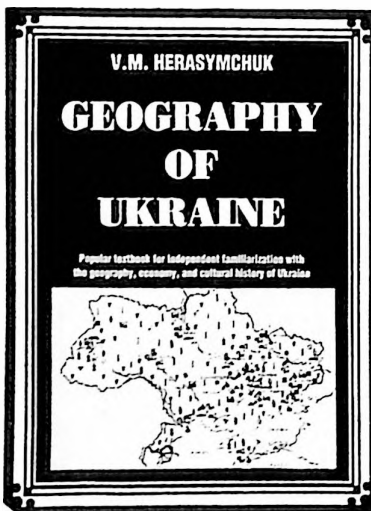 V.M. HERASYMCHUK
GEOGRAPHY
OF
UKRAINE
Popular textbook for independent familiarization with
the geography, economy, and cultural history of Ukraine